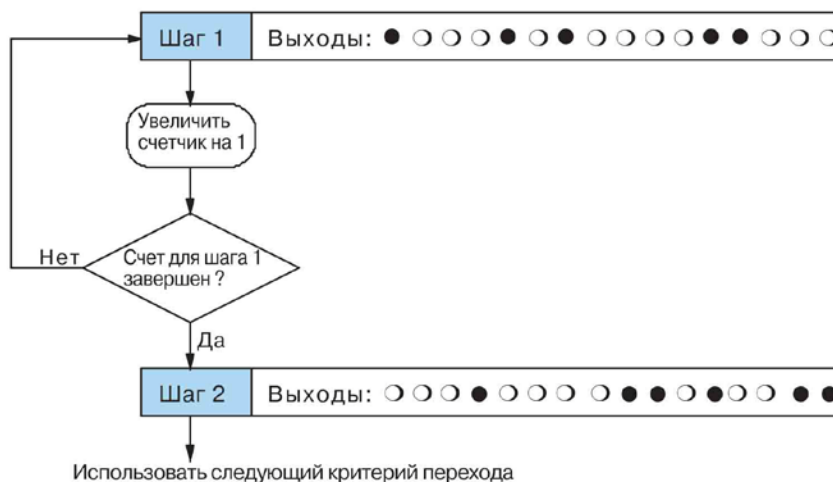 Шаг 1 Выходы:
Увеличить
счетчик на 1
Нет
Счет для шага 1
завершен ?
Да
Шаг 2 Выходы:
Использовать следующий критерий перехода